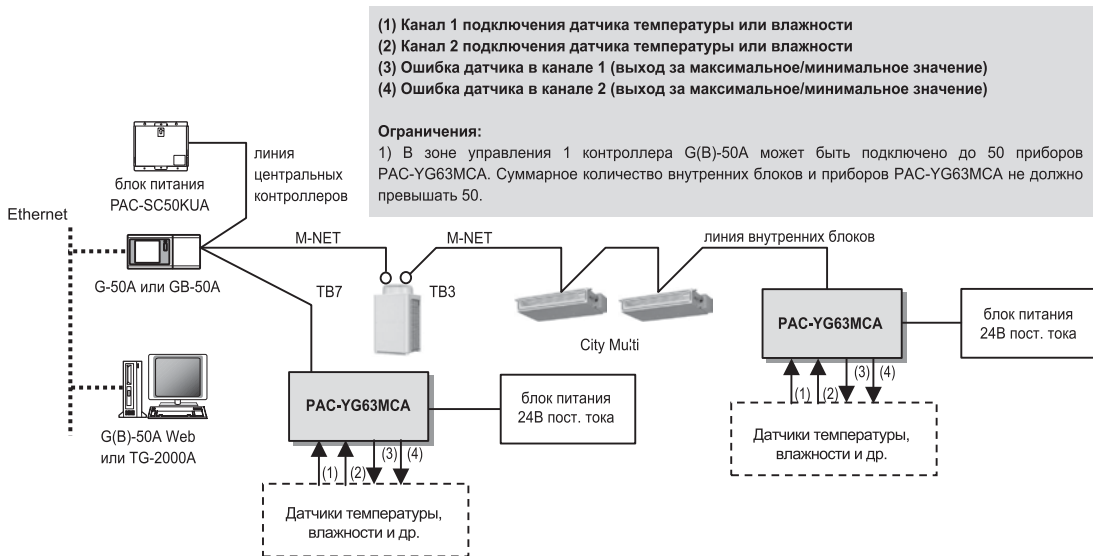 (1) Канал 1 подключения датчика температуры или влажности
(2) Канал 2 подключения датчика температуры или влажности
(3) Ошибка датчика в канале 1 (выход за максимальное/минимальное значение)
(4) Ошибка датчика в канале 2 (выход за максимальное/минимальное значение)
Ограничения:
1) В зоне управления 1 контроллера G(B)-50A может быть подключено до 50 приборов
PAC-YG63MCA. Суммарное количество внутренних блоков и приборов PAC-YG63MCA не должно
превышать 50.
блок питания
PAC-SC50KUA
линия
центральных
контроллеров
Ethernet
G-50A или GB-50A
M-NET
TB7
TB3
M-NET
линия внутренних блоков
City Multi
G(B)-50A Web
или TG-2000A
PAC-YG63MCA
блок питания
24В пост. тока
(1)
(2)
(3)
(4)
Датчики температуры,
влажности и др.
PAC-YG63MCA
блок питания
24В пост. тока
(1)
(2)
(3)
(4)
Датчики температуры,
влажности и др.